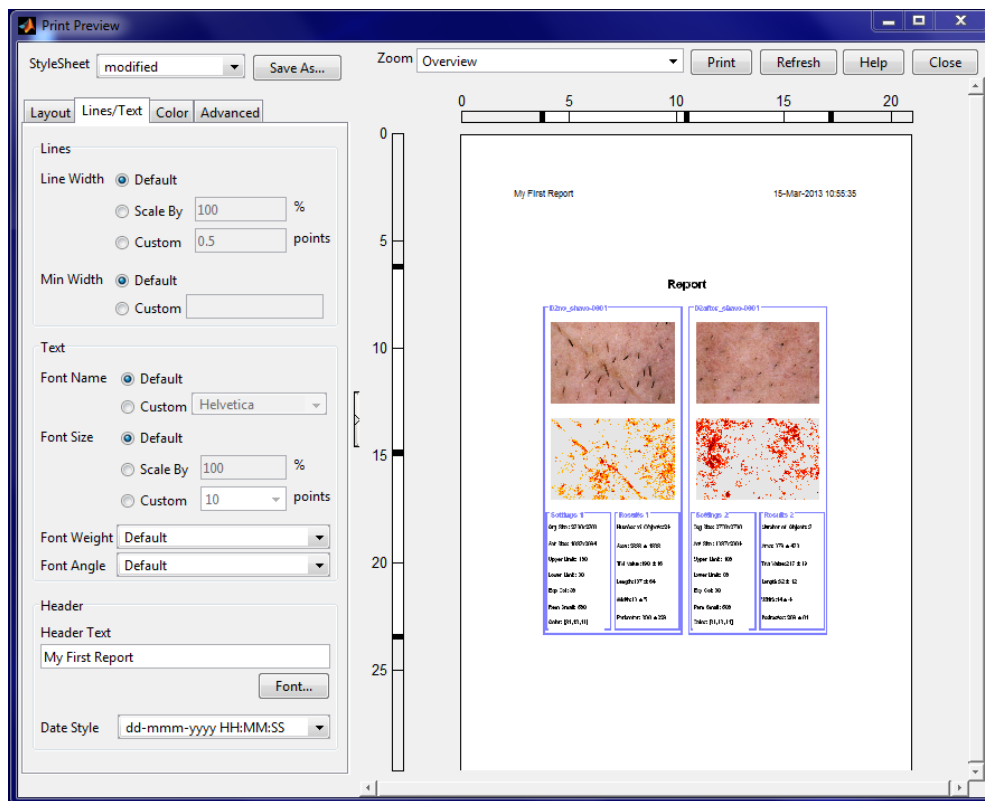 Print Preview
StyleSheet modified Save As... Zoom Overview Print Refresh Help Close
Layout Lines/Text Color Advanced
Lines
Line Width Default
Scale By 100 %
Custom 0.5 points
Min Width Default
Custom
Text
Font Name Default
Custom Helvetica
Font Size Default
Scale By 100 %
Custom 10 points
Font Weight Default
Font Angle Default
Header
Header Text
My First Report
Font...
Date Style dd-mmm-yyyy HH:MM:SS
0 5 10 15 20
0
5
10
15
20
25
My First Report 15-Mar-2013 10:55:35
Report
Settings 1 Results 1 Settings 2 Results 2
Upper Limit:
Lower Limit: